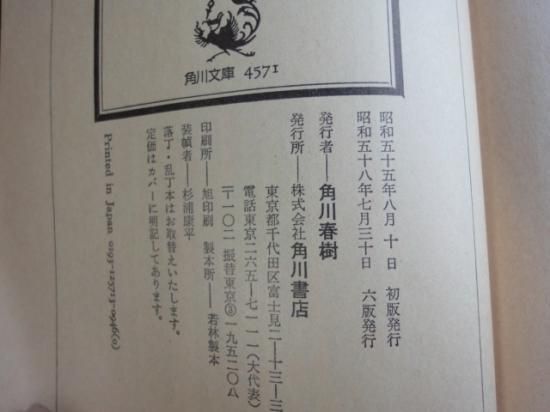 角川文庫 4571
昭和五十五年八月十日 初版発行
昭和五十八年七月三十日 六版発行
発行者――角川春樹
発行所――株式会社角川書店
東京都千代田区富士見二―十三―三
電話東京二六五―七一一一(大代表)
〒一〇二 振替東京③一九五二〇八
印刷所――旭印刷 製本所――若林製本
装幀者――杉浦康平
落丁・乱丁本はお取替えいたします。
定価はカバーに明記してあります。
Printed in Japan 0193-125713-0946(0)